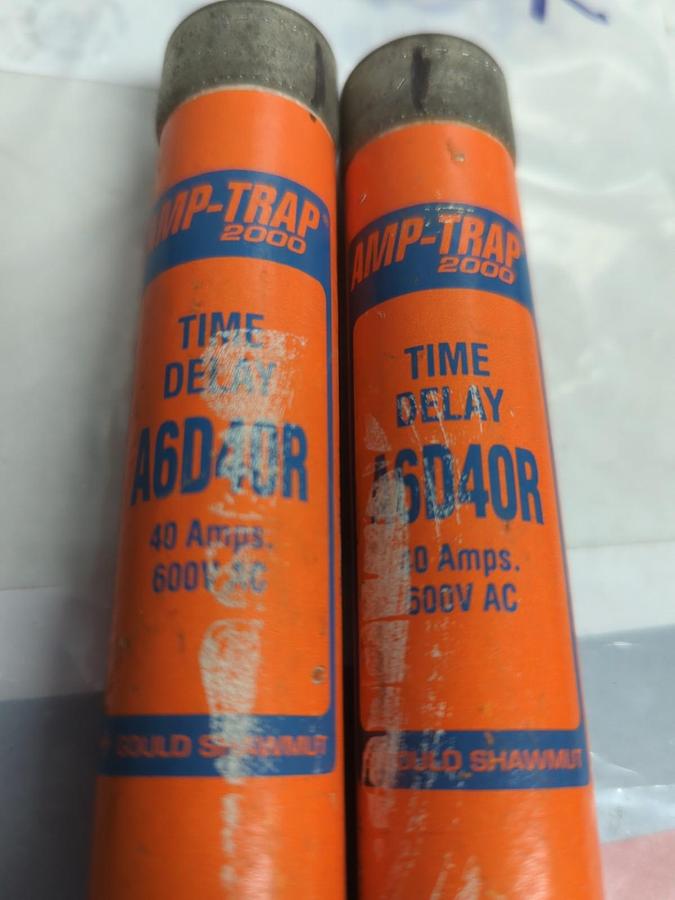 AMP-TRAP
2000
TIME
DELAY
A6D40R
40 Amps.
600V AC
GOULD SHAWMUT
AMP-TRAP
2000
TIME
DELAY
A6D40R
40 Amps.
600V AC
GOULD SHAWMUT